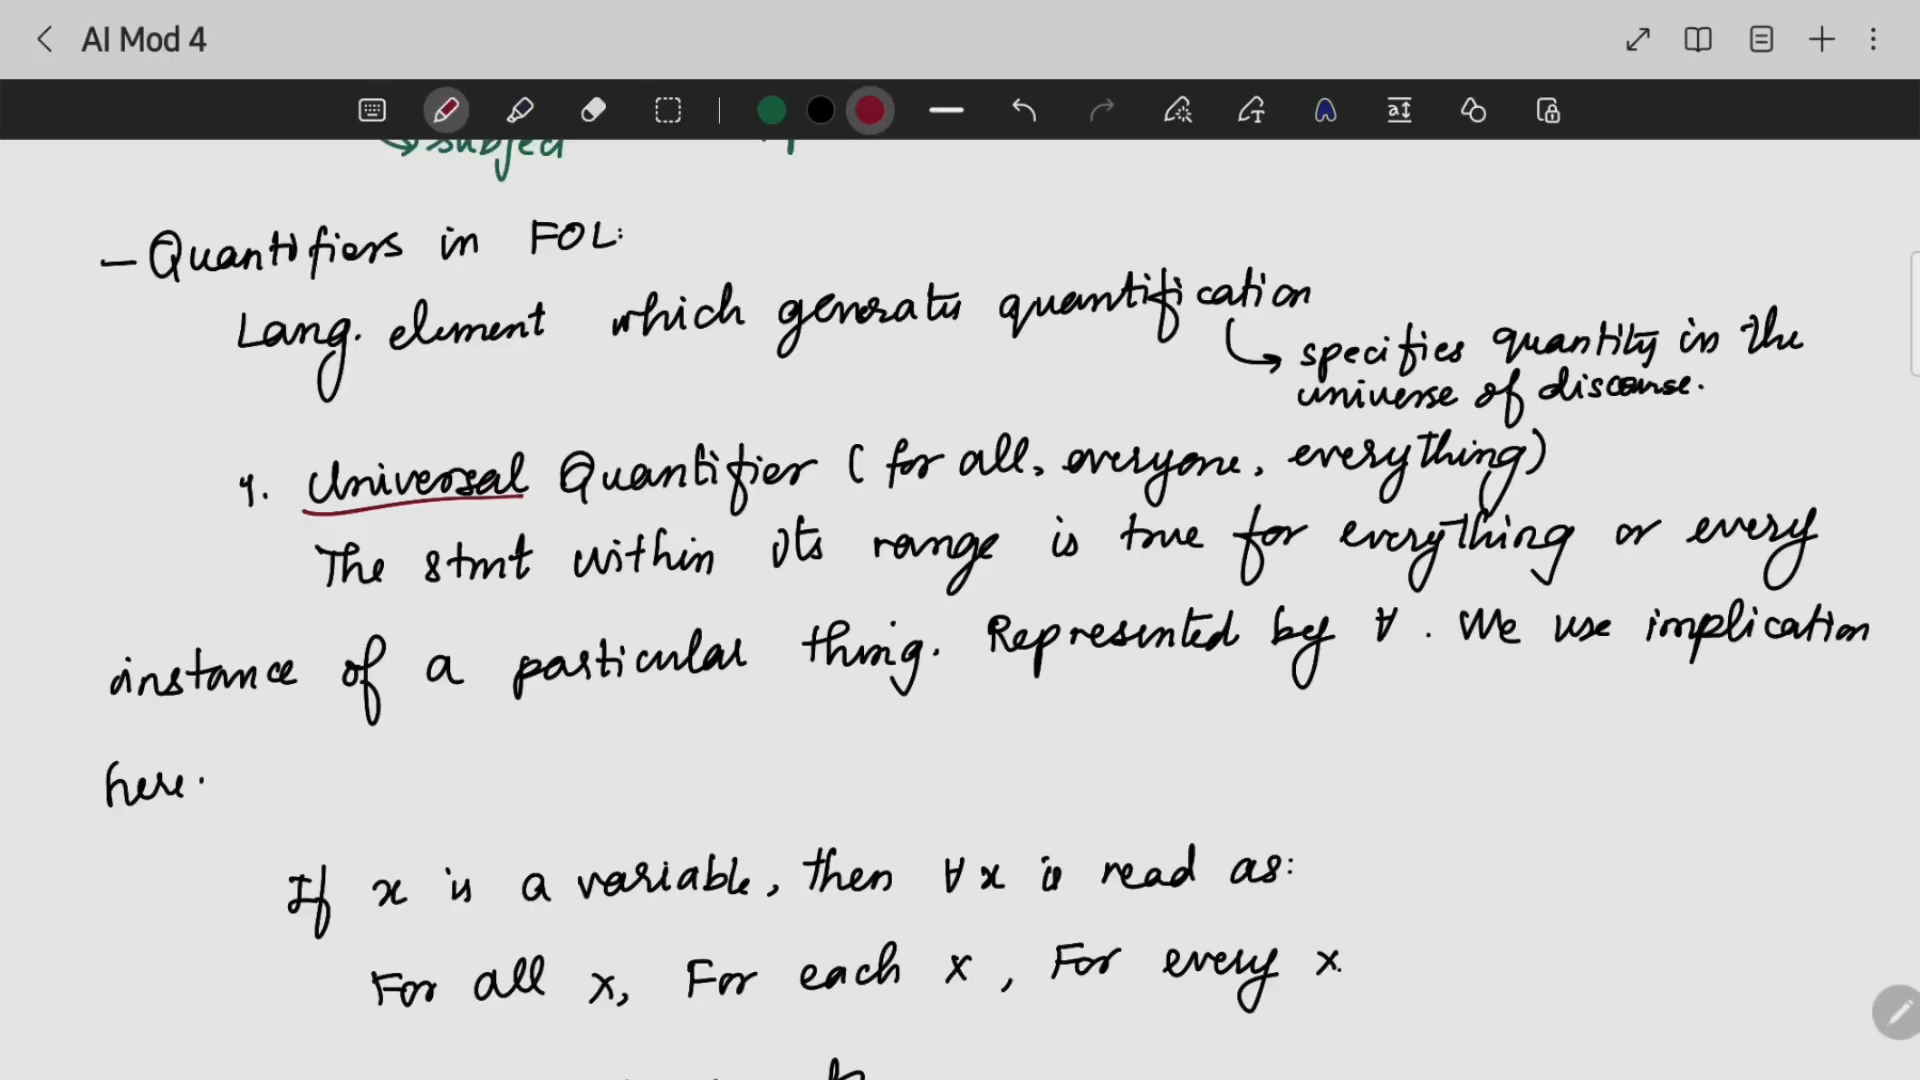 AI Mod 4
subject
– Quantifiers in FOL:
Lang. element which generates quantification
↳ specifies quantity in the
universe of discourse.
1. Universal Quantifier ( for all, everyone, everything)
The stmt within its range is true for everything or every
instance of a particular thing. Represented by ∀. We use implication
here.
If x is a variable, then ∀x is read as:
For all x, For each x, For every x.